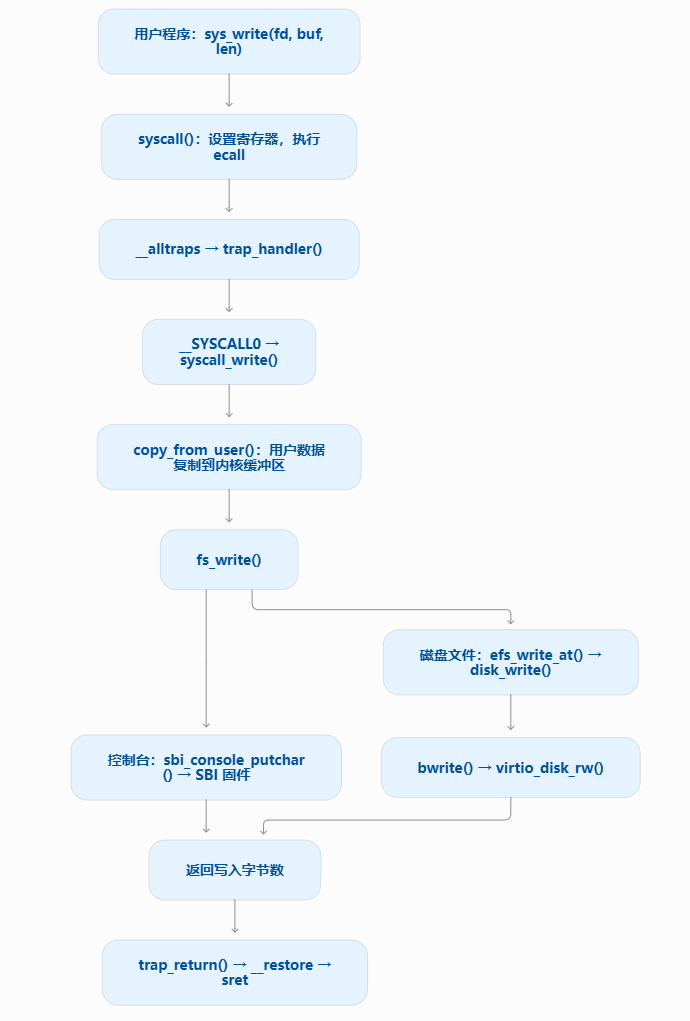 用户程序：sys_write(fd, buf,
len)
syscall()：设置寄存器，执行
ecall
__alltraps → trap_handler()
__SYSCALL0 →
syscall_write()
copy_from_user()：用户数据
复制到内核缓冲区
fs_write()
磁盘文件：efs_write_at() →
disk_write()
控制台：sbi_console_putchar
() → SBI 固件
bwrite() → virtio_disk_rw()
返回写入字节数
trap_return() → __restore →
sret